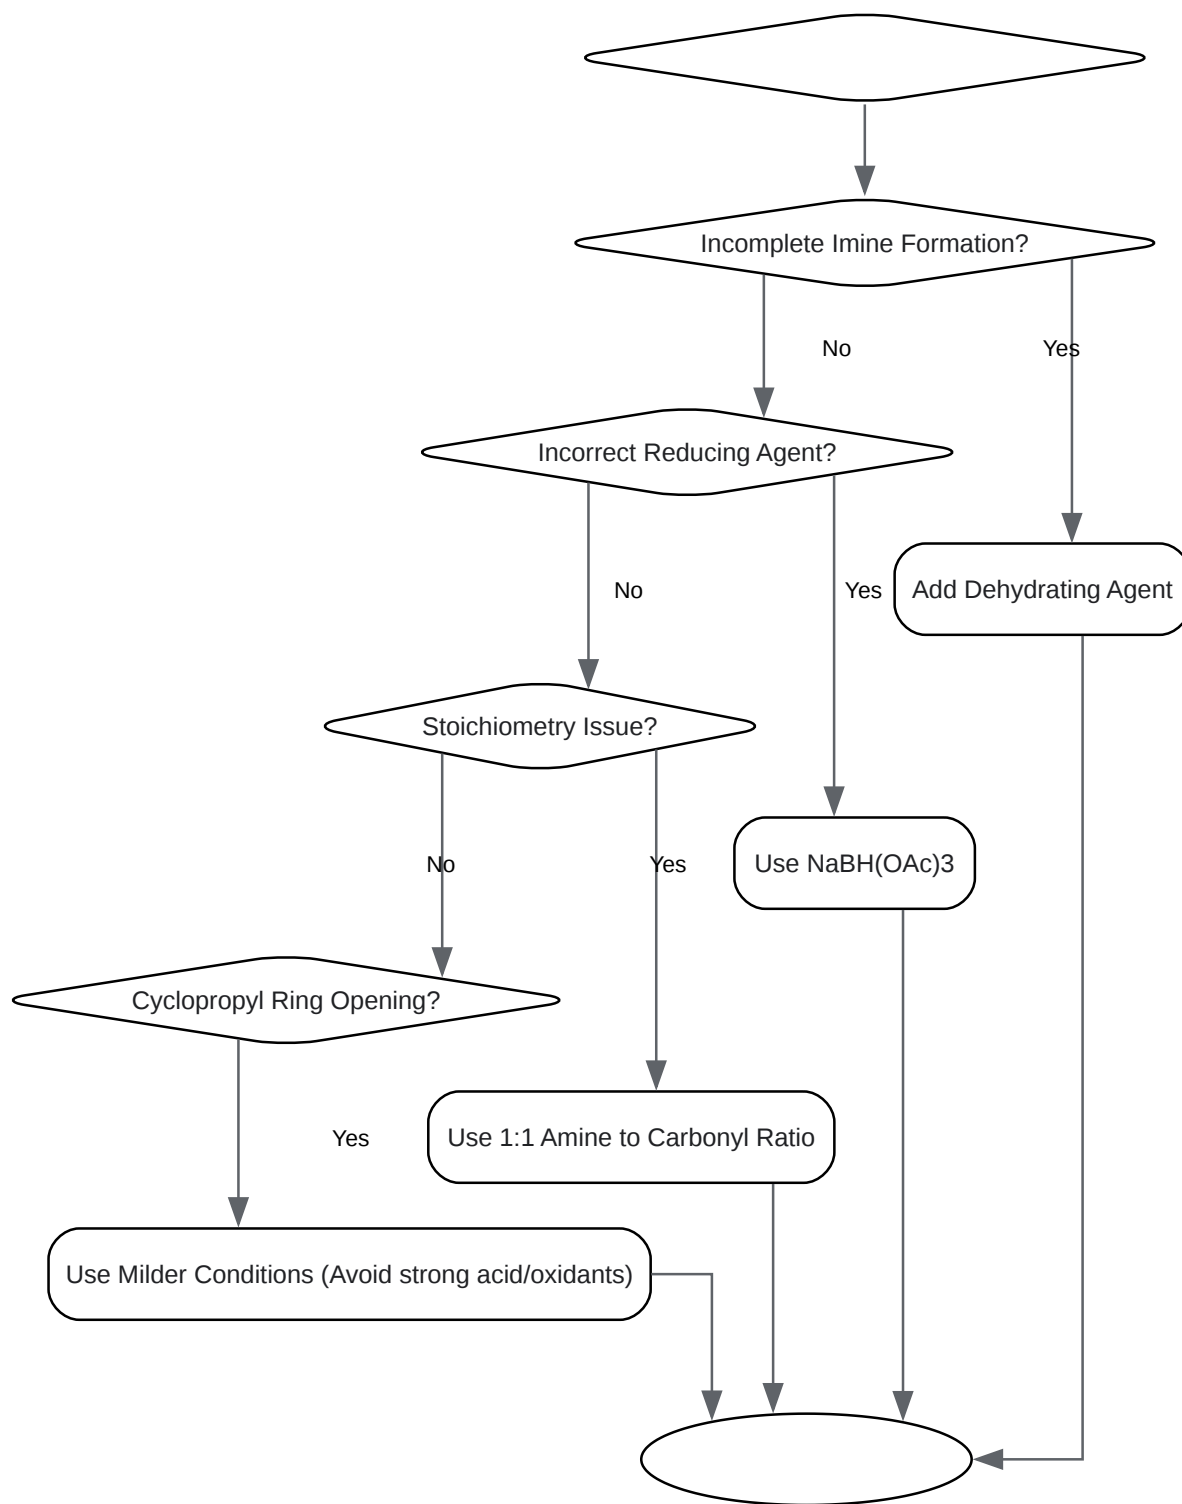 Incomplete Imine Formation?
No
Yes
Incorrect Reducing Agent?
No
Yes
Add Dehydrating Agent
Stoichiometry Issue?
No
Yes
Use NaBH(OAc)3
Cyclopropyl Ring Opening?
Yes
Use 1:1 Amine to Carbonyl Ratio
Use Milder Conditions (Avoid strong acid/oxidants)